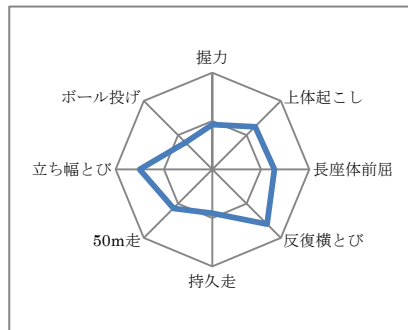 握力
ボール投げ
上体起こし
立ち幅とび
長座体前屈
50m走
反復横とび
持久走